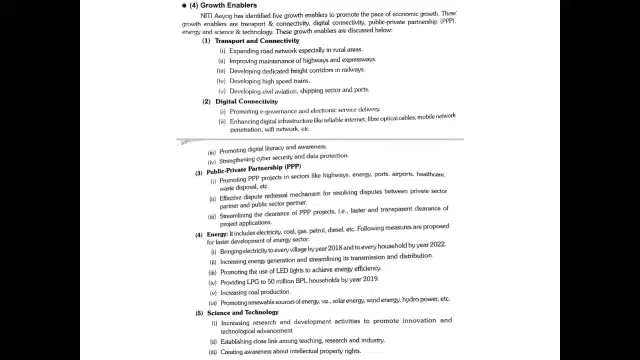 (4) Growth Enablers
NITI Aayog has identified five growth enablers to promote the pace of economic growth. These
growth enablers are transport & connectivity, digital connectivity, public-private partnership (PPP),
energy and science & technology. These growth enablers are discussed below:
(1) Transport and Connectivity
(i) Expanding road network especially in rural areas.
(ii) Improving maintenance of highways and expressways.
(iii) Developing dedicated freight corridors in railways.
(iv) Developing high speed trains.
(v) Developing civil aviation, shipping sector and ports.
(2) Digital Connectivity
(i) Promoting e-governance and electronic service delivery.
(ii) Enhancing digital infrastructure like reliable internet, fibre optical cables, mobile network
penetration, wifi network, etc.
(iii) Promoting digital literacy and awareness.
(iv) Strengthening cyber security and data protection.
(3) Public-Private Partnership (PPP)
(i) Promoting PPP projects in sectors like highways, energy, ports, airports, healthcare,
waste disposal, etc.
(ii) Effective dispute redressal mechanism for resolving disputes between private sector
partner and public sector partner.
(iii) Streamlining the clearance of PPP projects, i.e., faster and transparent clearance of
project applications.
(4) Energy: It includes electricity, coal, gas, petrol, diesel, etc. Following measures are proposed
for faster development of energy sector:
(i) Bringing electricity to every village by year 2018 and to every household by year 2022.
(ii) Increasing energy generation and streamlining its transmission and distribution.
(iii) Promoting the use of LED lights to achieve energy efficiency.
(iv) Providing LPG to 50 million BPL households by year 2019.
(v) Increasing coal production.
(vi) Promoting renewable sources of energy, viz., solar energy, wind energy, hydro power, etc.
(5) Science and Technology
(i) Increasing research and development activities to promote innovation and
technological advancement
(ii) Establishing close link among teaching, research and industry.
(iii) Creating awareness about intellectual property rights.